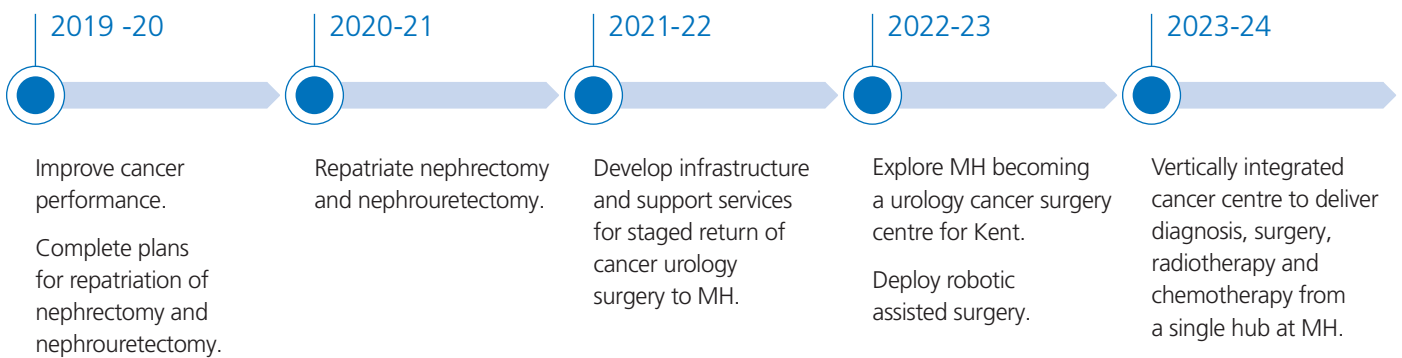 2019 -20
Improve cancer
performance.
Complete plans
for repatriation of
nephrectomy and
nephrouretectomy.
2020-21
Repatriate nephrectomy
and nephrouretectomy.
2021-22
Develop infrastructure
and support services
for staged return of
cancer urology
surgery to MH.
2022-23
Explore MH becoming
a urology cancer surgery
centre for Kent.
Deploy robotic
assisted surgery.
2023-24
Vertically integrated
cancer centre to deliver
diagnosis, surgery,
radiotherapy and
chemotherapy from
a single hub at MH.